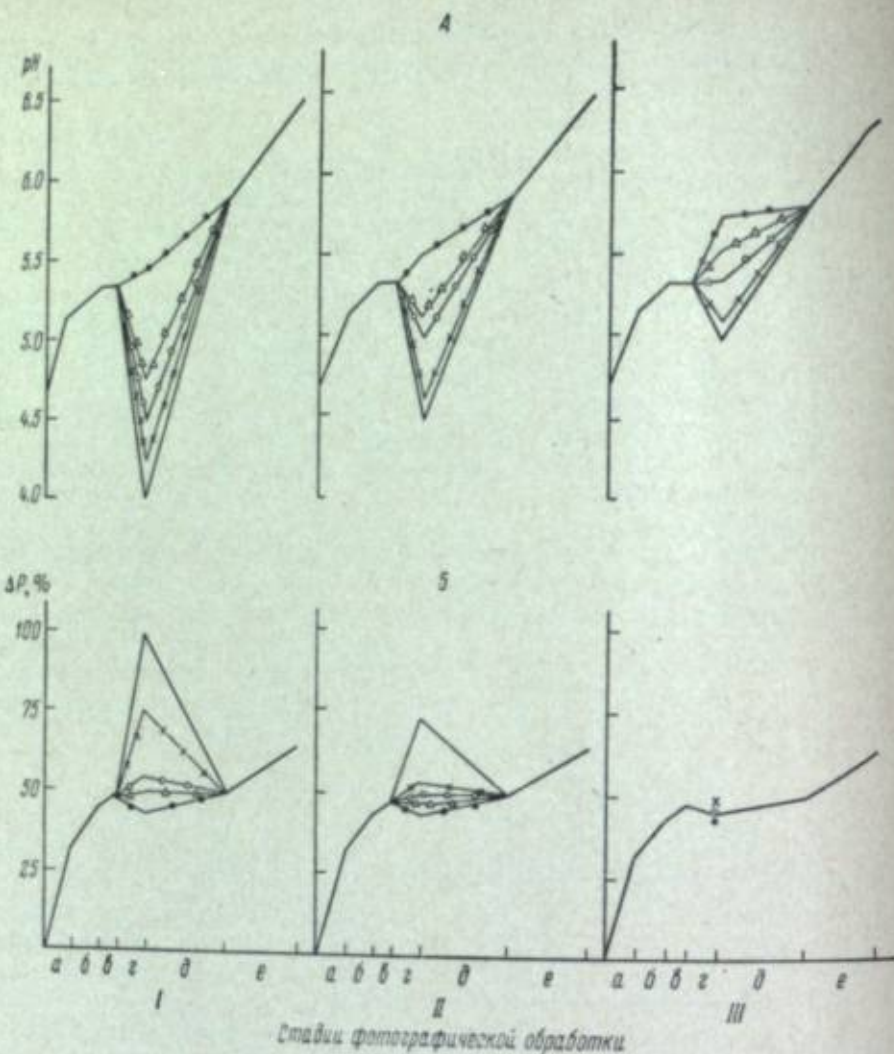 А
pH
6.5
6.0
5.5
5.0
4.5
4.0
Б
ΔP, %
100
75
50
25
а б в г д е
а б в г д е
а б в г д е
I
II
III
Стадии фотографической обработки